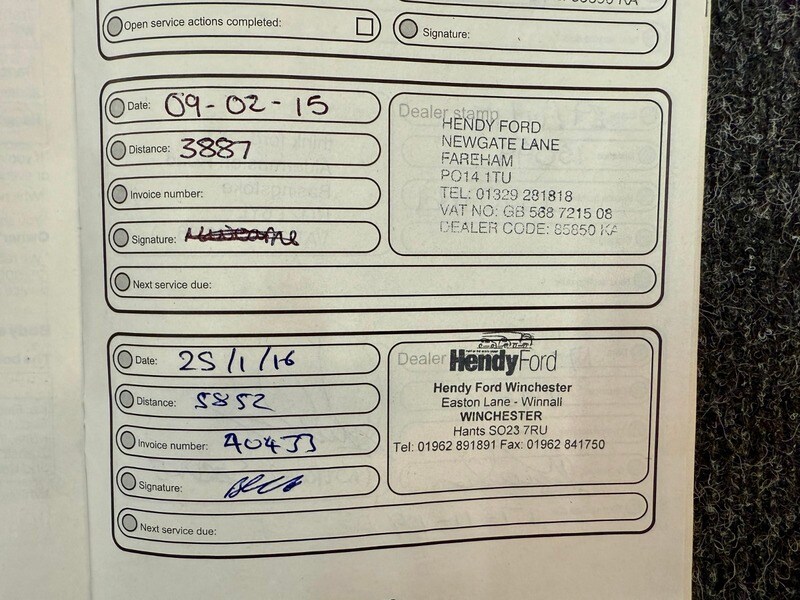 Open service actions completed:
Signature:
Date: 09-02-15
Distance: 3887
Invoice number:
Signature:
Next service due:
Dealer stamp
HENDY FORD
NEWGATE LANE
FAREHAM
PO14 1TU
TEL: 01329 281818
VAT NO: GB 568 7215 08
DEALER CODE: 85850 KA
Date: 25/1/16
Distance: 5852
Invoice number: A0433
Signature:
Next service due:
Dealer
HendyFord
Hendy Ford Winchester
Easton Lane - Winnall
WINCHESTER
Hants SO23 7RU
Tel: 01962 891891 Fax: 01962 841750